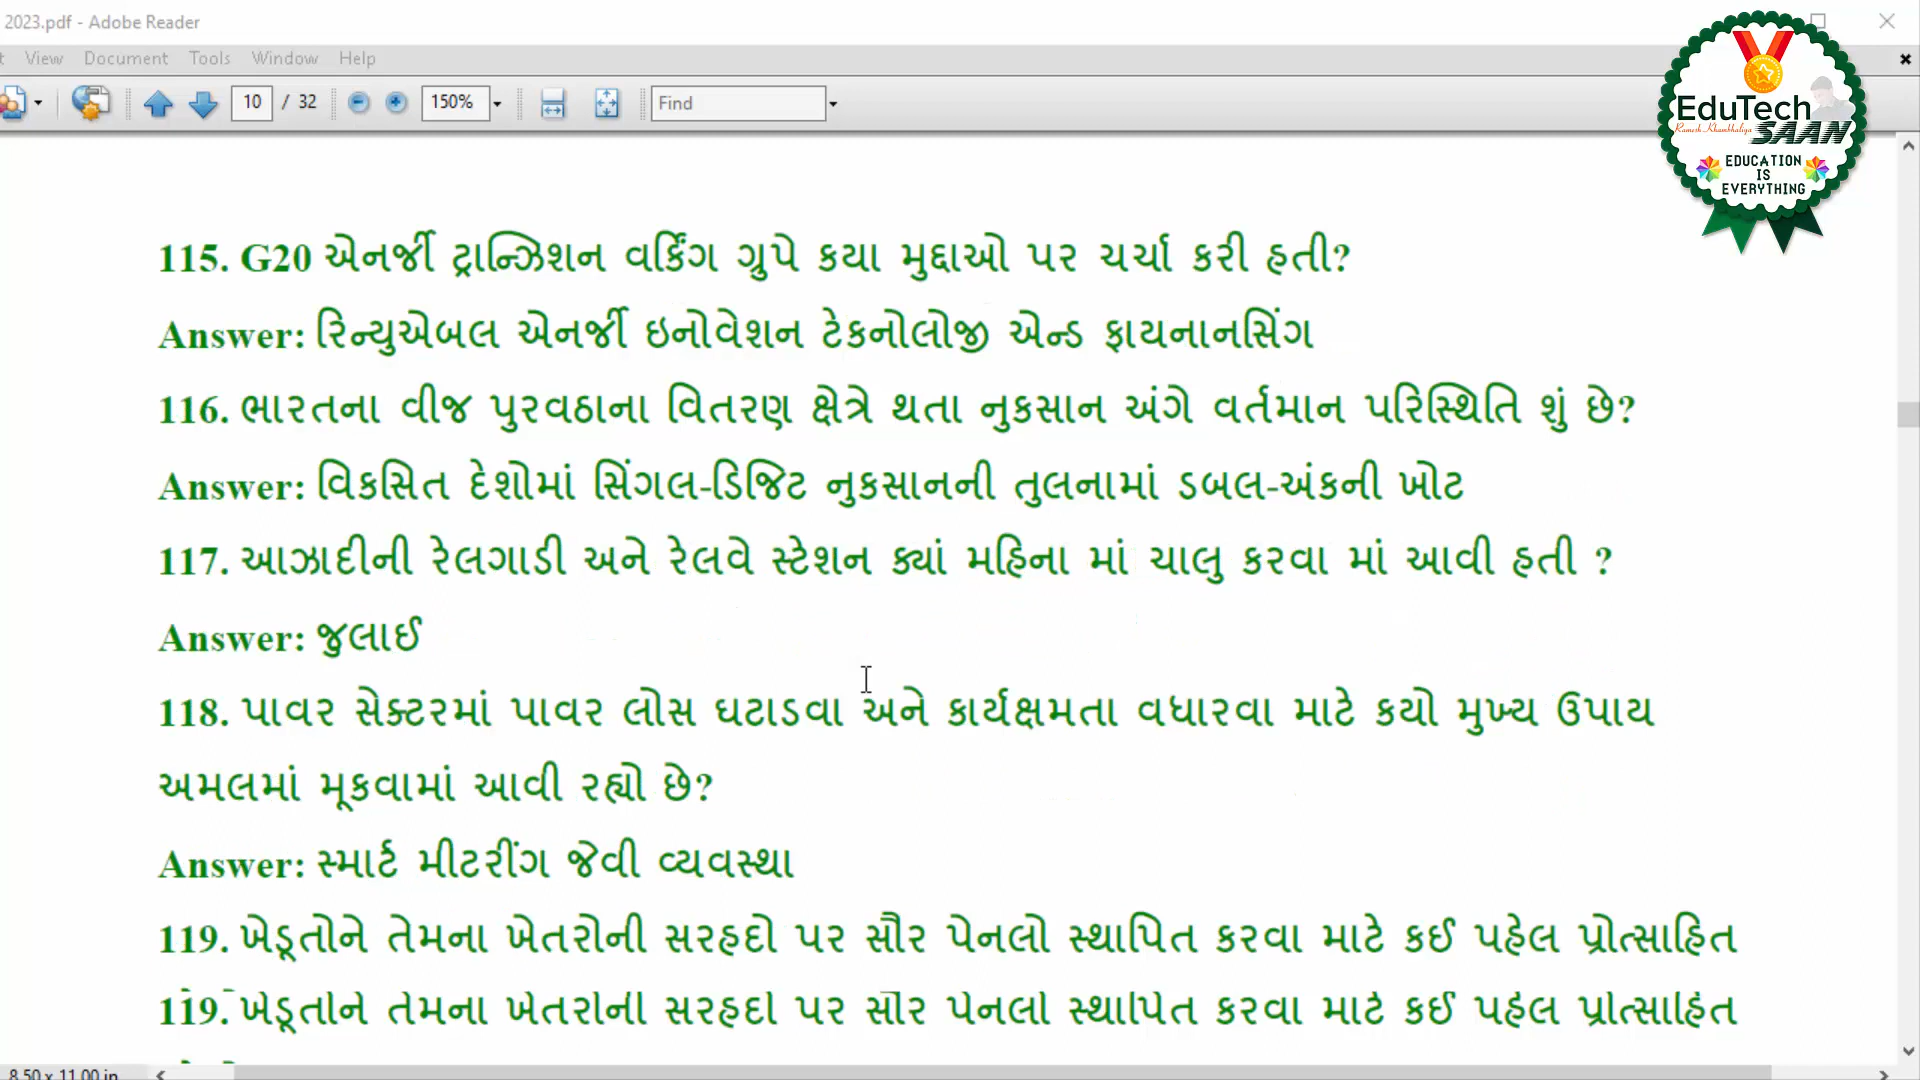 2023.pdf - Adobe Reader
View Document Tools Window Help
10 / 32 150% Find
EduTech
Ramesh Khambhaliya
SAAN
EDUCATION
IS
EVERYTHING
115. G20 એનર્જી ટ્રાન્ઝિશન વર્કિંગ ગ્રુપે કયા મુદ્દાઓ પર ચર્ચા કરી હતી?
Answer: રિન્યુએબલ એનર્જી ઇનોવેશન ટેકનોલોજી એન્ડ ફાયનાનસિંગ
116. ભારતના વીજ પુરવઠાના વિતરણ ક્ષેત્રે થતા નુકસાન અંગે વર્તમાન પરિસ્થિતિ શું છે?
Answer: વિકસિત દેશોમાં સિંગલ-ડિજિટ નુકસાનની તુલનામાં ડબલ-અંકની ખોટ
117. આઝાદીની રેલગાડી અને રેલવે સ્ટેશન ક્યાં મહિના માં ચાલુ કરવા માં આવી હતી ?
Answer: જુલાઈ
118. પાવર સેક્ટરમાં પાવર લોસ ઘટાડવા અને કાર્યક્ષમતા વધારવા માટે કયો મુખ્ય ઉપાય
અમલમાં મૂકવામાં આવી રહ્યો છે?
Answer: સ્માર્ટ મીટરીંગ જેવી વ્યવસ્થા
119. ખેડૂતોને તેમના ખેતરોની સરહદો પર સૌર પેનલો સ્થાપિત કરવા માટે કઈ પહેલ પ્રોત્સાહિત
119. ખેડૂતોને તેમના ખેતરોની સરહદો પર સૌર પેનલો સ્થાપિત કરવા માટે કઈ પહેલ પ્રોત્સાહિત
8.50 x 11.00 in